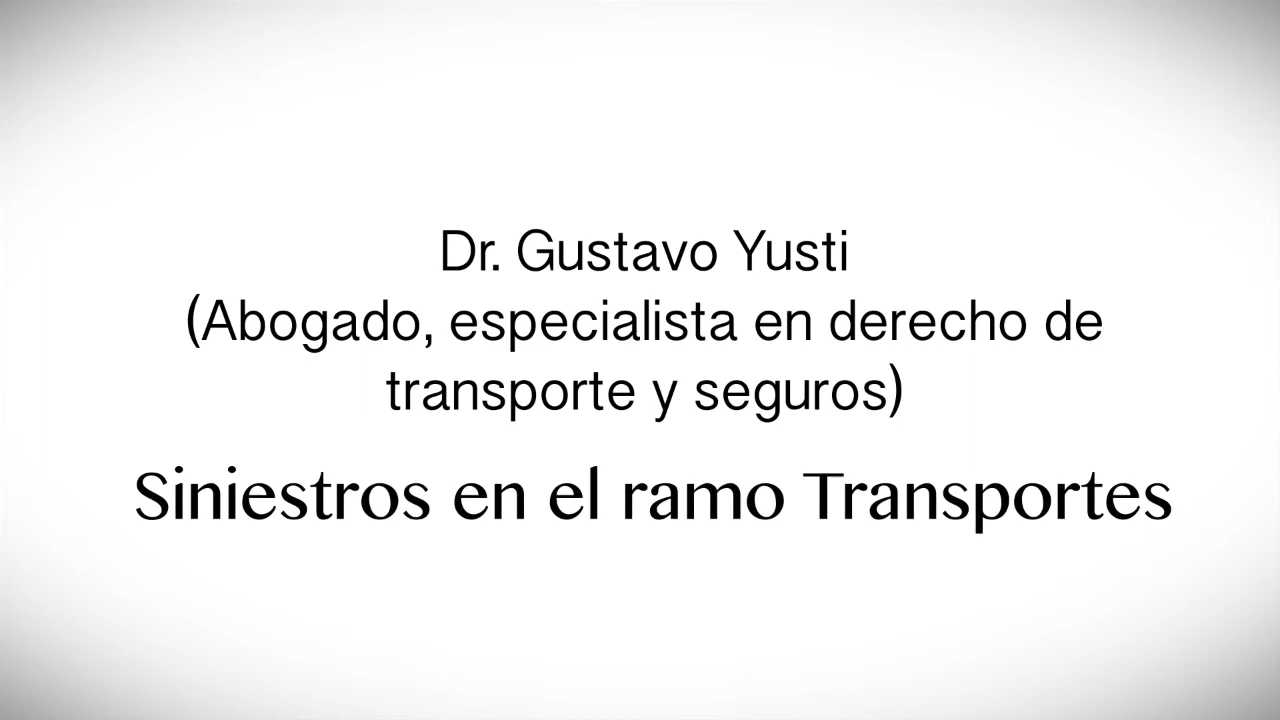 Dr. Gustavo Yusti
(Abogado, especialista en derecho de
transporte y seguros)
Siniestros en el ramo Transportes